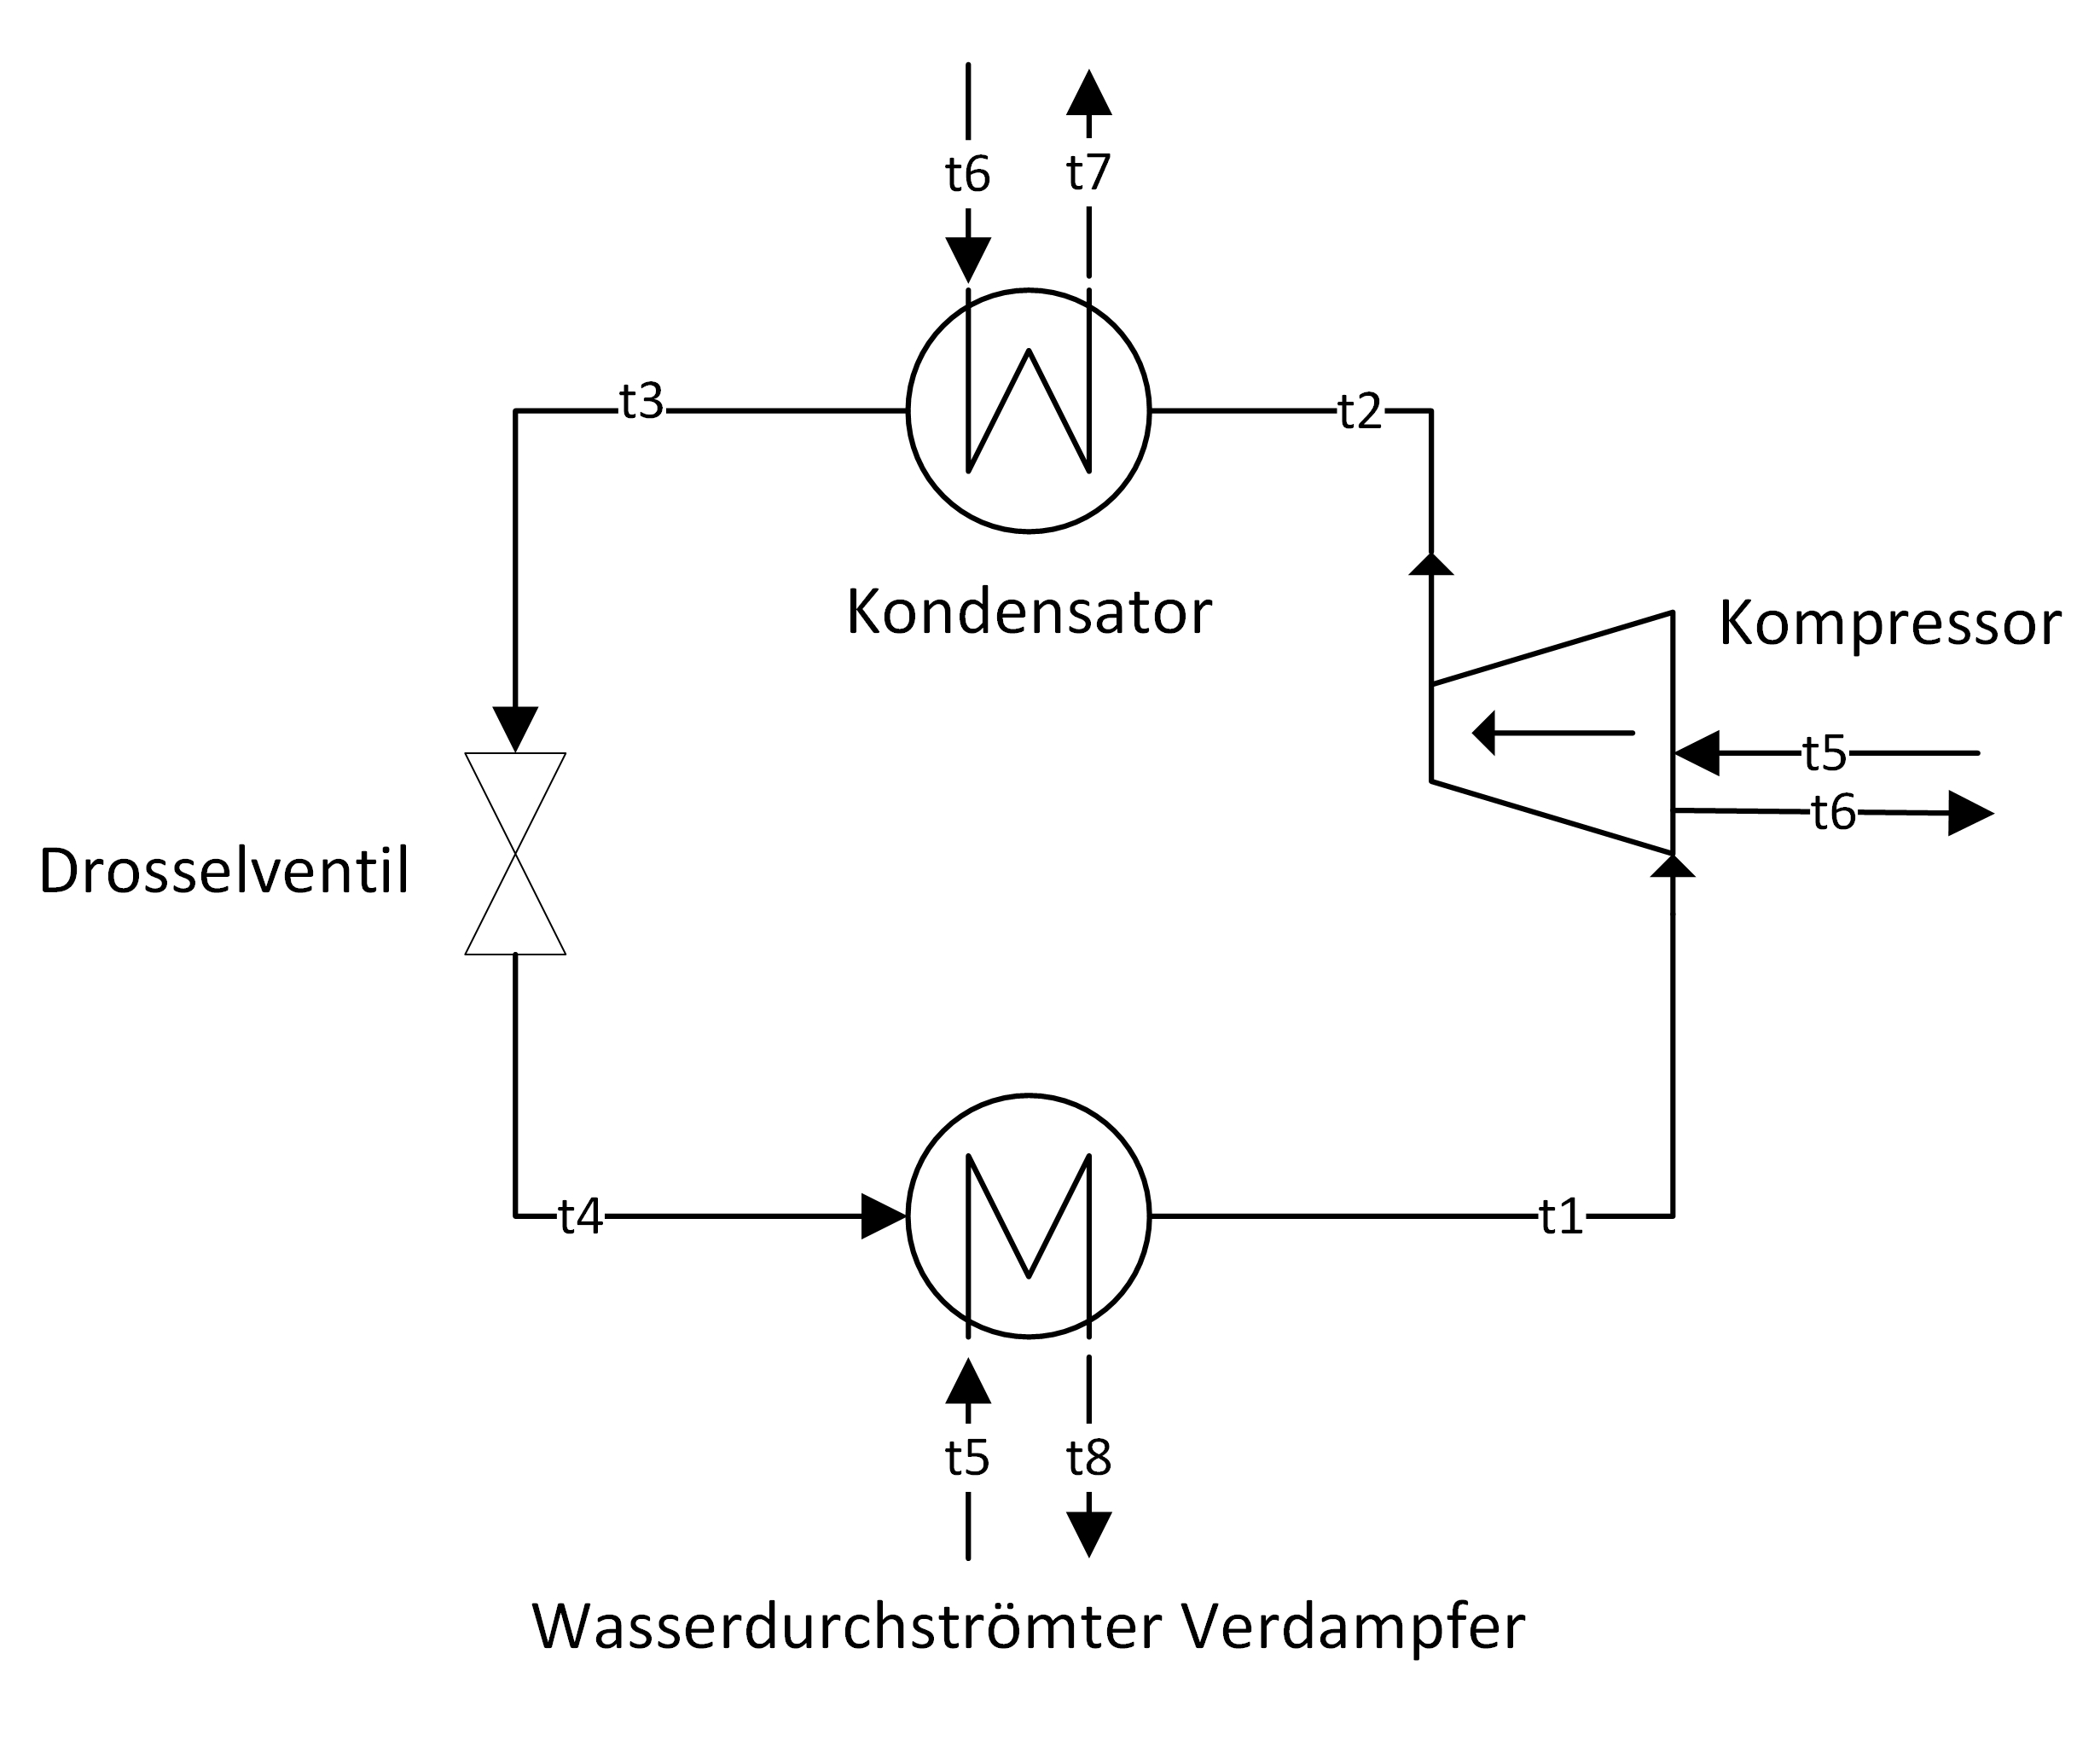 t6
t7
t3
t2
Kondensator
Kompressor
t5
t6
Drosselventil
t4
t1
t5
t8
Wasserdurchströmter Verdampfer